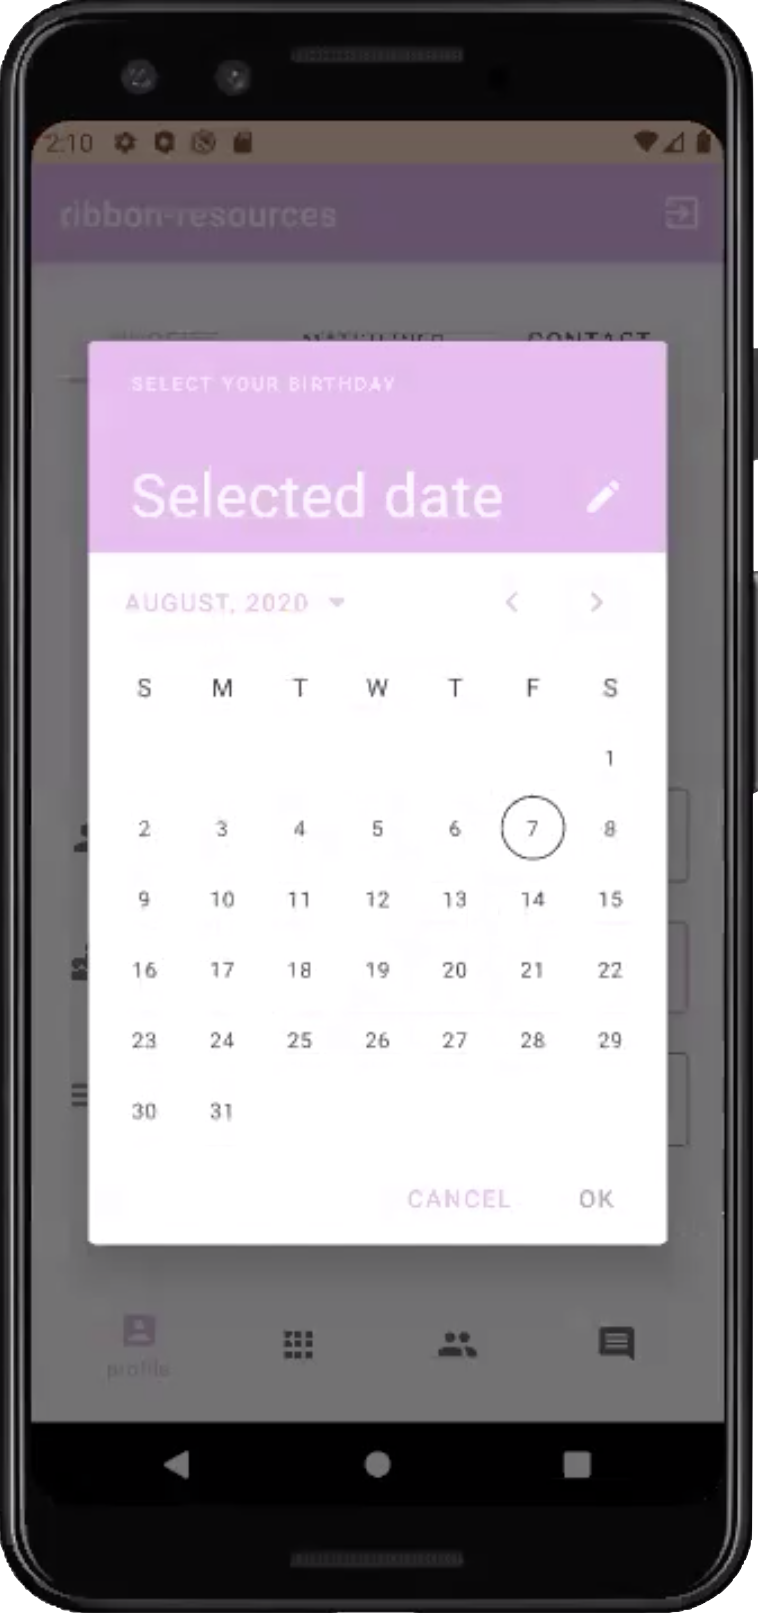 2:10
ribbon-resources
CONTACT
SELECT YOUR BIRTHDAY
Selected date
AUGUST, 2020
S M T W T F S
1
2 3 4 5 6 7 8
9 10 11 12 13 14 15
16 17 18 19 20 21 22
23 24 25 26 27 28 29
30 31
CANCEL OK
profile